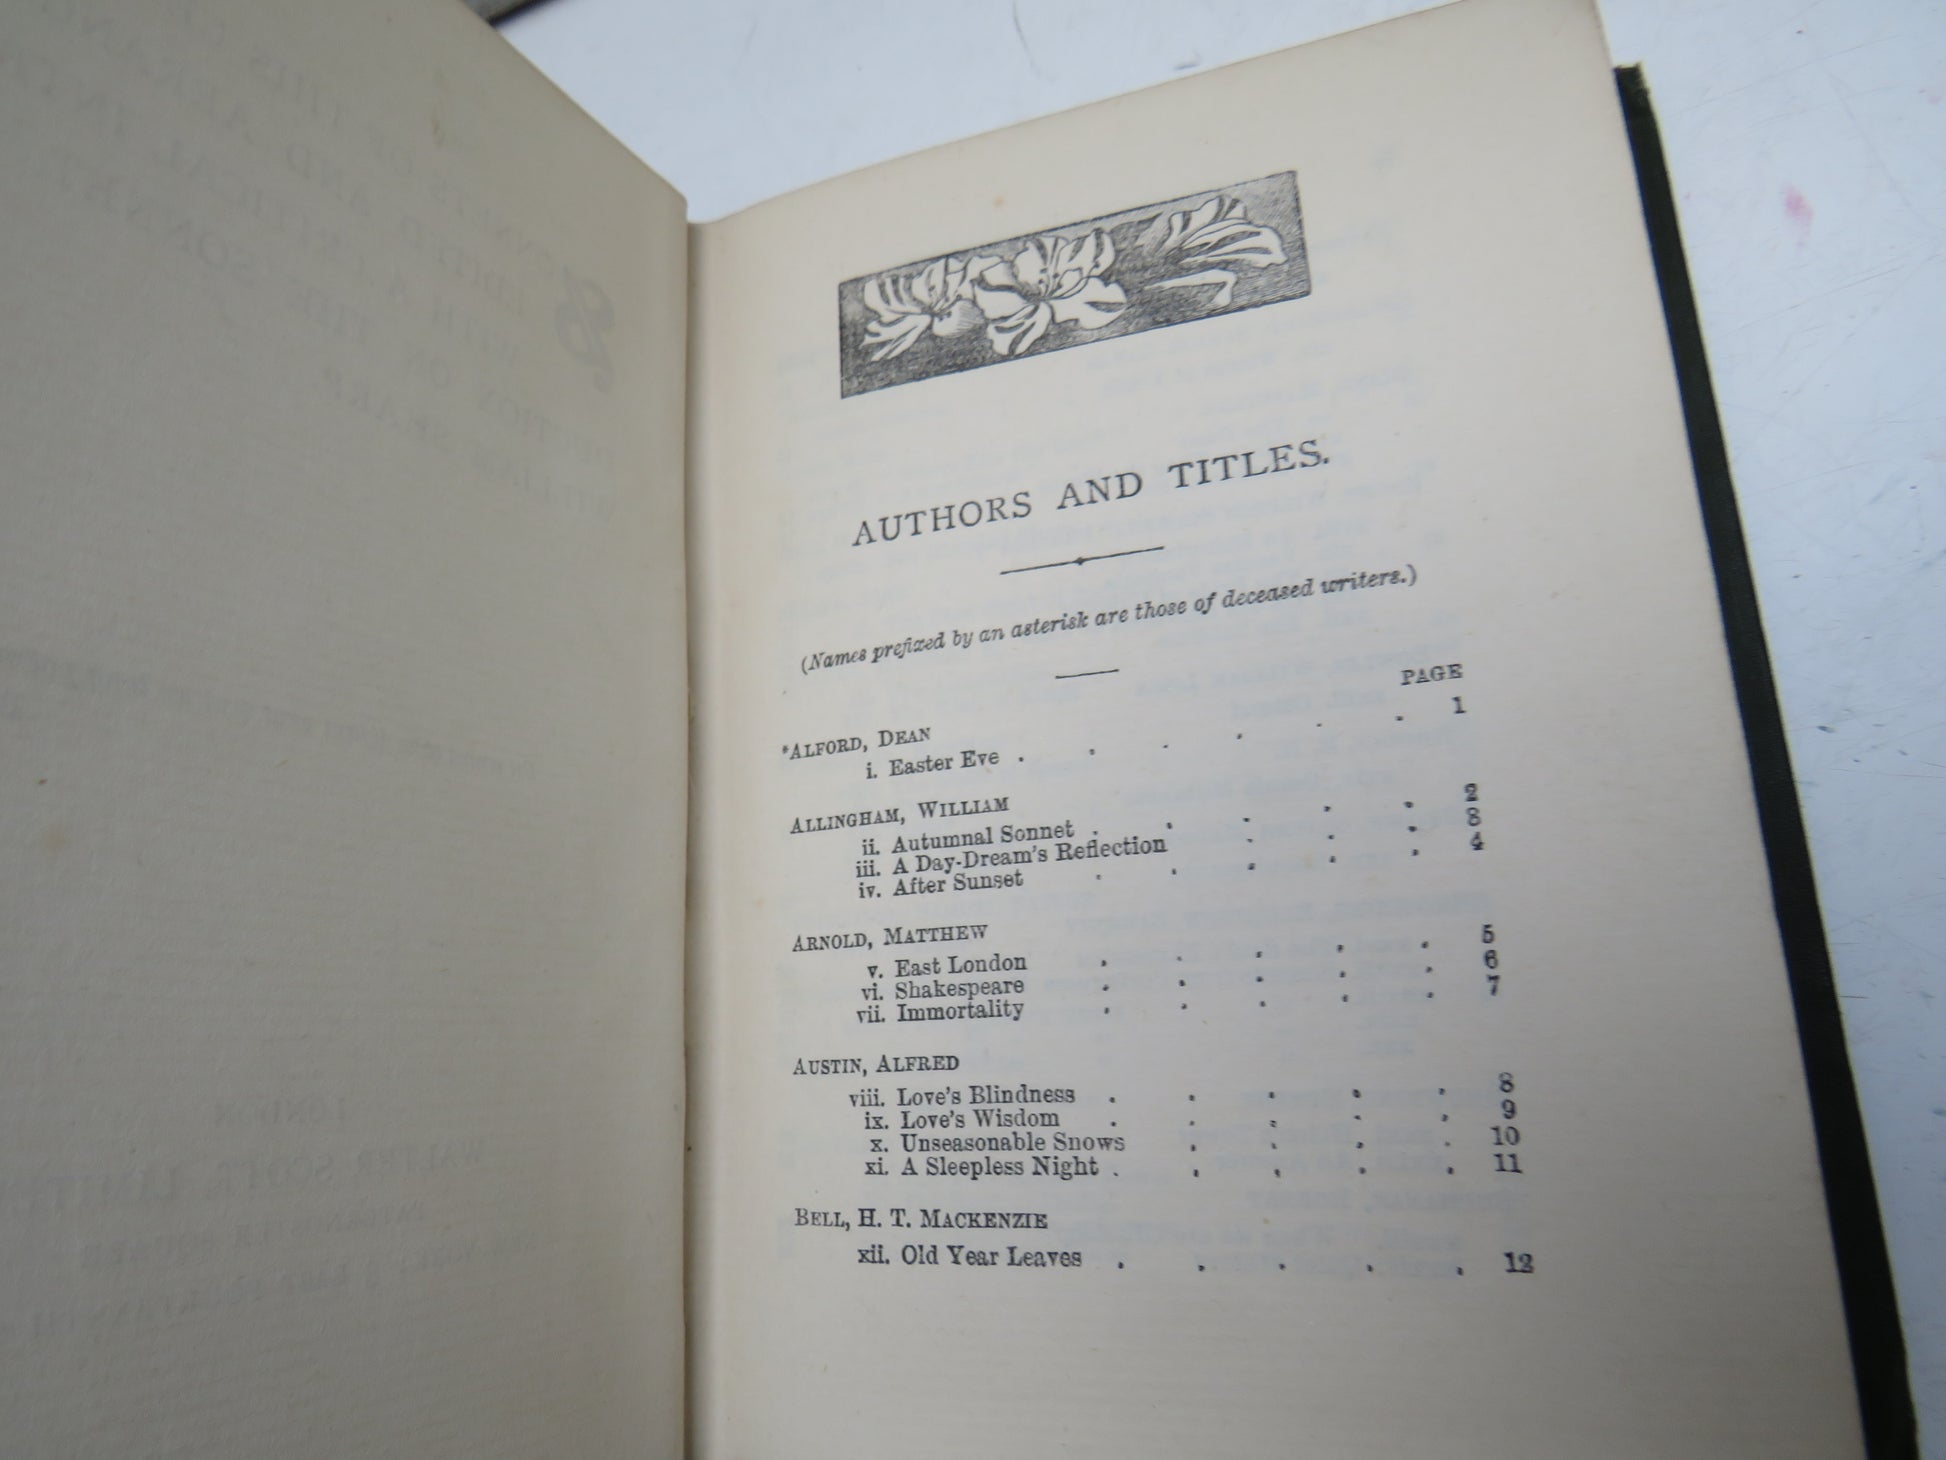 AUTHORS AND TITLES.
(Names prefixed by an asterisk are those of deceased writers.)
PAGE
*ALFORD, DEAN
i. Easter Eve . . . . . . 1
ALLINGHAM, WILLIAM
ii. Autumnal Sonnet . . . . . 2
iii. A Day-Dream's Reflection . . . 3
iv. After Sunset . . . . . 4
ARNOLD, MATTHEW
v. East London . . . . . 5
vi. Shakespeare . . . . . 6
vii. Immortality . . . . . 7
AUSTIN, ALFRED
viii. Love's Blindness . . . . . 8
ix. Love's Wisdom . . . . . 9
x. Unseasonable Snows . . . . 10
xi. A Sleepless Night . . . . . 11
BELL, H. T. MACKENZIE
xii. Old Year Leaves . . . . . 12